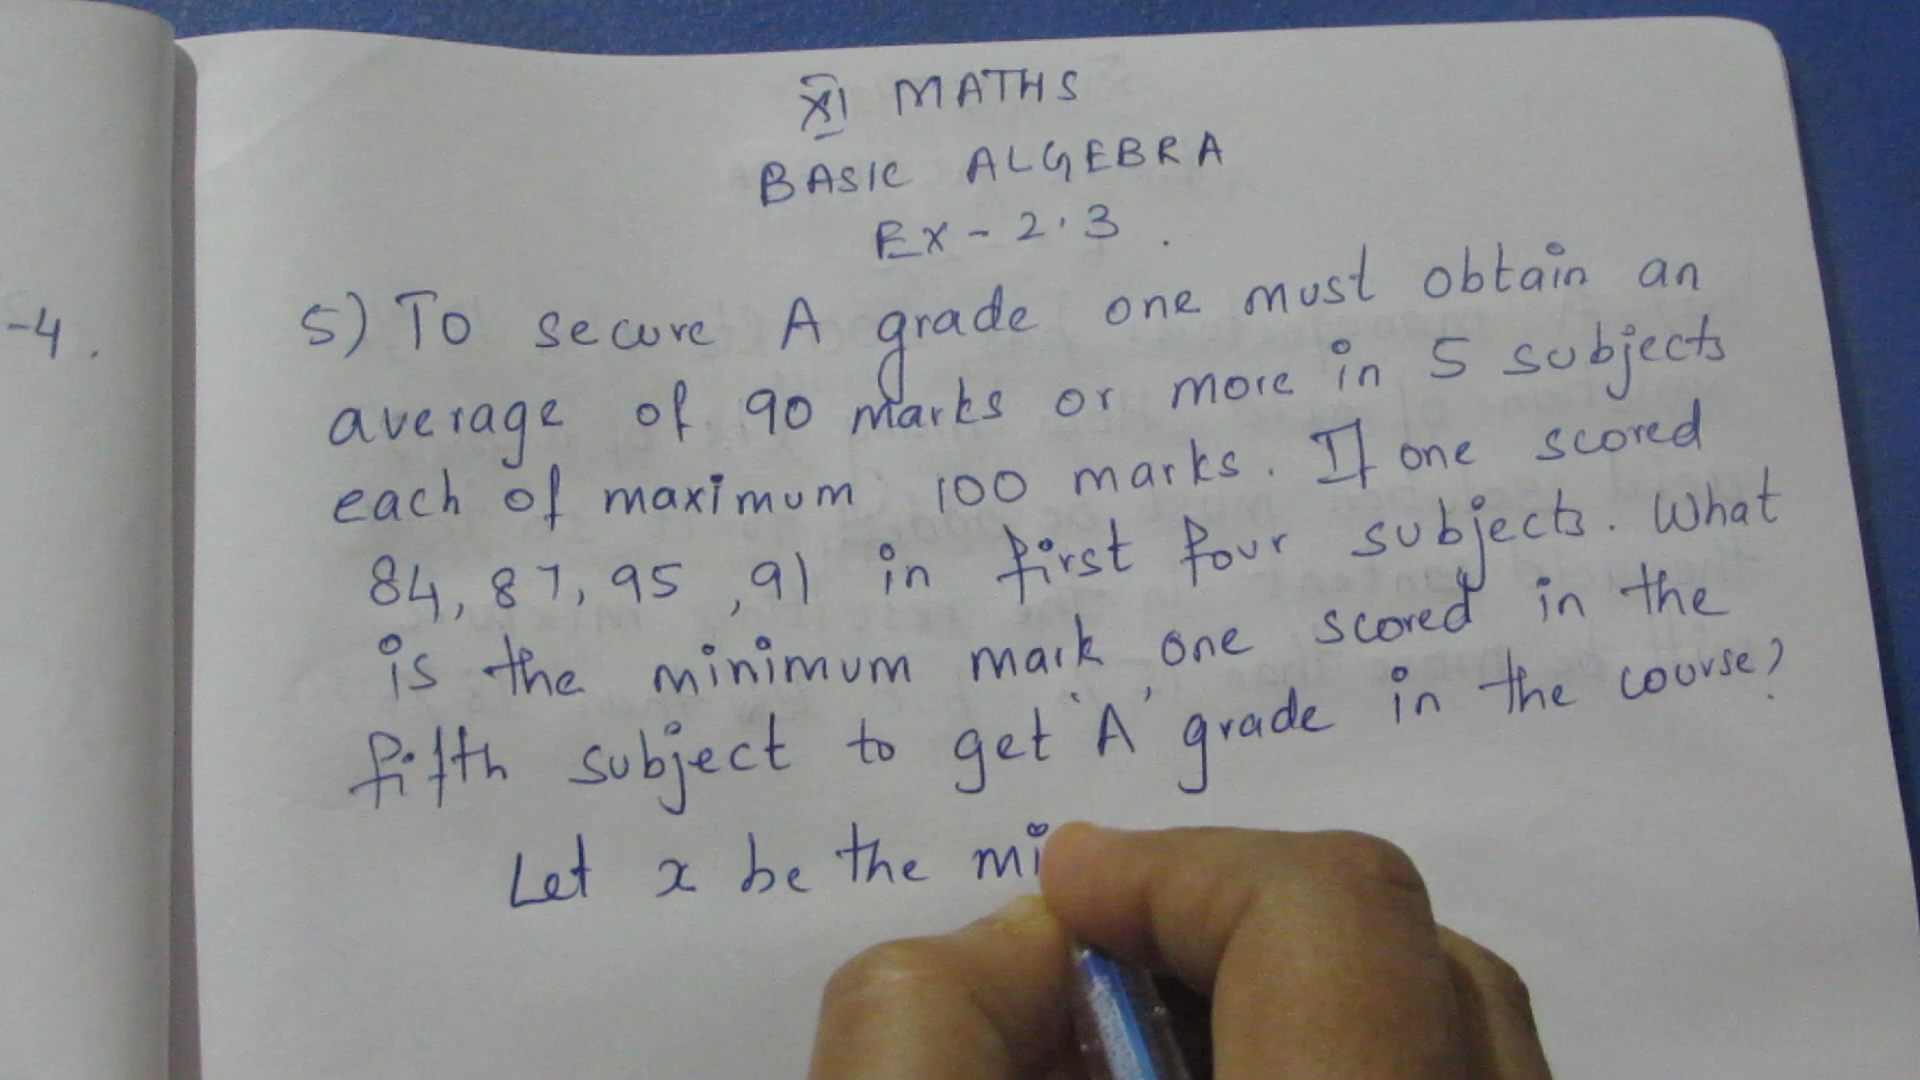 -4.
XI MATHS
BASIC ALGEBRA
EX - 2.3.
5) To secure A grade one must obtain an
average of 90 marks or more in 5 subjects
each of maximum 100 marks. If one scored
84, 87, 95, 91 in first four subjects. What
is the minimum mark one scored in the
fifth subject to get 'A' grade in the course?
Let x be the mi